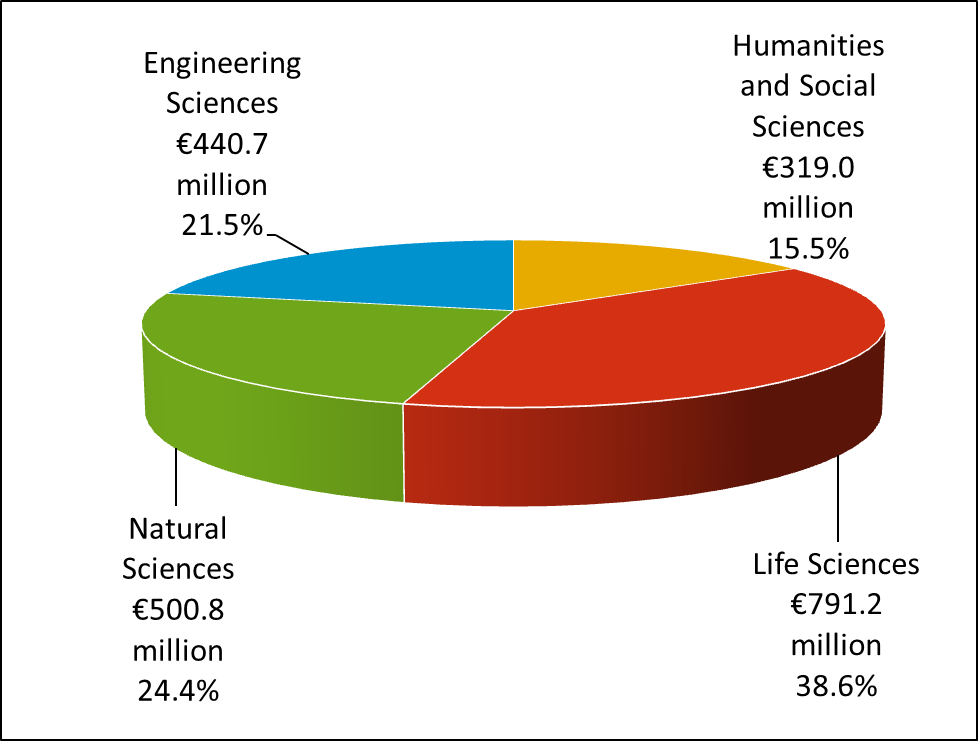 Engineering
Sciences
€440.7
million
21.5%
Humanities
and Social
Sciences
€319.0
million
15.5%
Natural
Sciences
€500.8
million
24.4%
Life Sciences
€791.2
million
38.6%